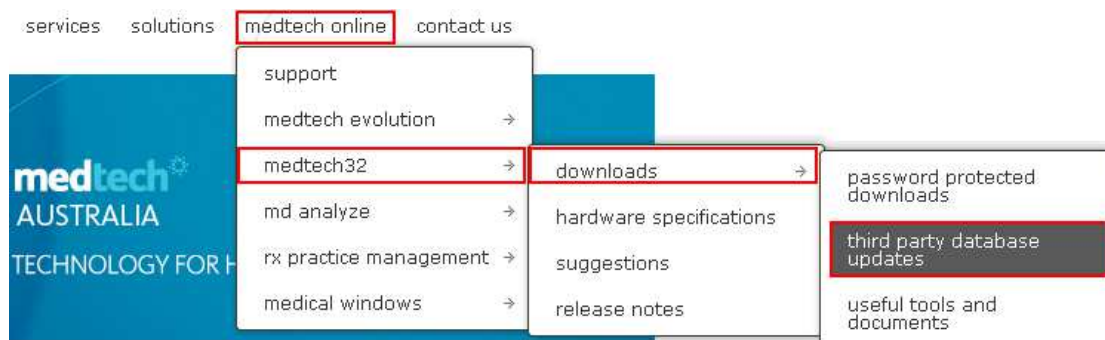 services solutions medtech online contact us
support
medtech evolution →
medtech32 →
md analyze →
rx practice management →
medical windows →
downloads →
hardware specifications
suggestions
release notes
password protected
downloads
third party database
updates
useful tools and
documents
medtech
AUSTRALIA
TECHNOLOGY FOR